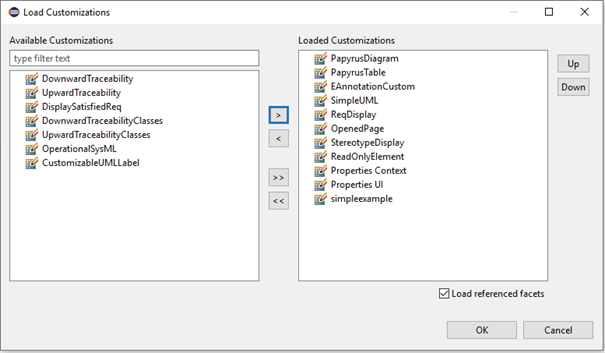 Load Customizations
Available Customizations
type filter text
DownwardTraceability
UpwardTraceability
DisplaySatisfiedReq
DownwardTraceabilityClasses
UpwardTraceabilityClasses
OperationalSysML
CustomizableUMLLabel
>
<
>>
<<
Loaded Customizations
PapyrusDiagram
PapyrusTable
EAnnotationCustom
SimpleUML
ReqDisplay
OpenedPage
StereotypeDisplay
ReadOnlyElement
Properties Context
Properties UI
simpleexample
Up
Down
Load referenced facets
OK
Cancel